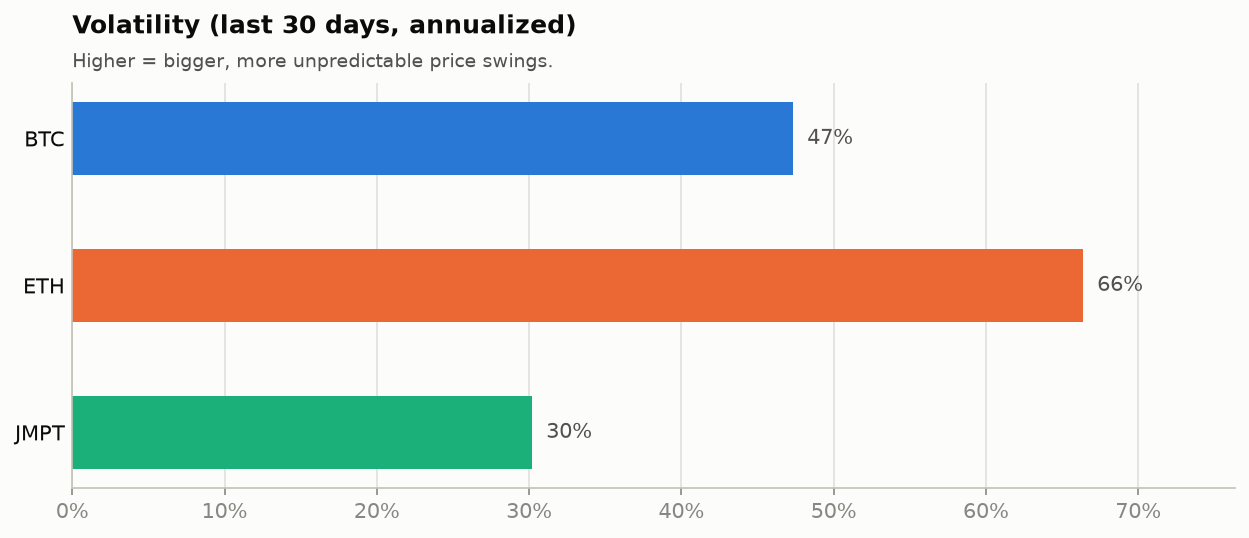 Volatility (last 30 days, annualized)
Higher = bigger, more unpredictable price swings.
BTC
47%
ETH
66%
JMPT
30%
0% 10% 20% 30% 40% 50% 60% 70%